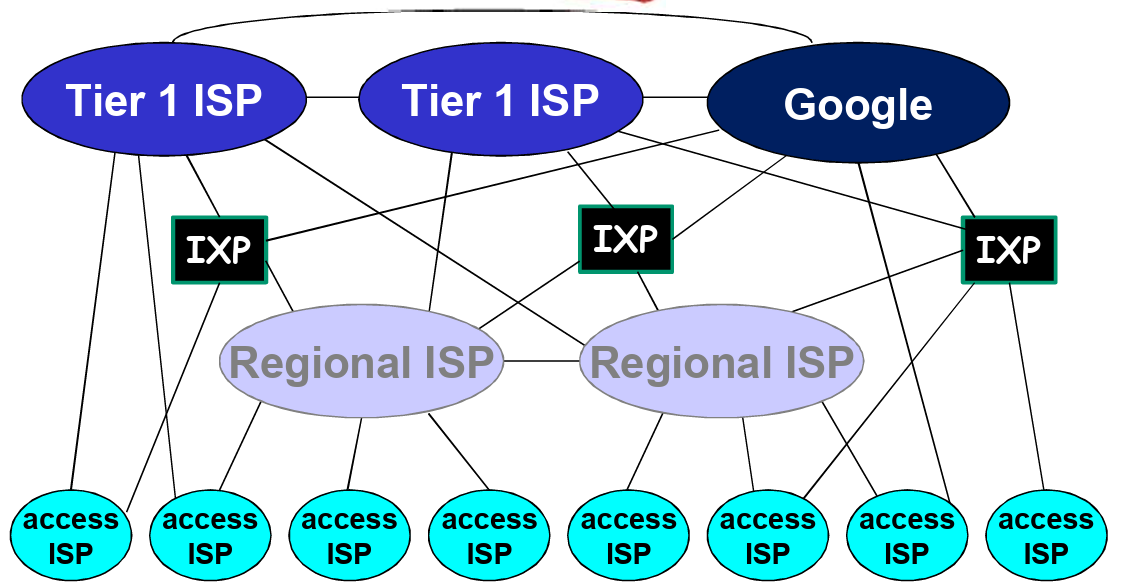 Tier 1 ISP
Tier 1 ISP
Google
IXP
IXP
IXP
Regional ISP
Regional ISP
access
ISP
access
ISP
access
ISP
access
ISP
access
ISP
access
ISP
access
ISP
access
ISP